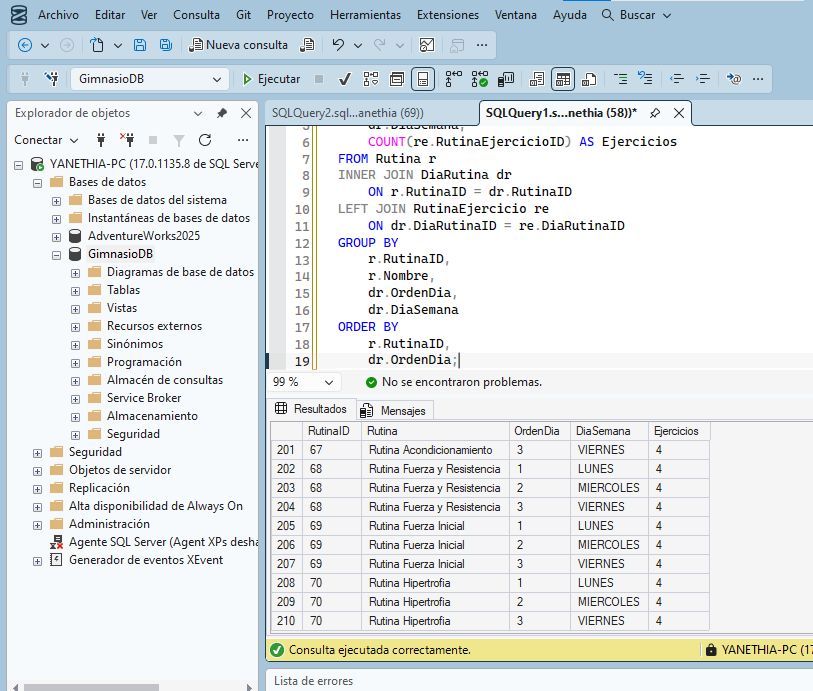 Archivo Editar Ver Consulta Git Proyecto Herramientas Extensiones Ventana Ayuda Buscar
Nueva consulta
GimnasioDB Ejecutar
Explorador de objetos
Conectar
YANETHIA-PC (17.0.1135.8 de SQL Serve
Bases de datos
Bases de datos del sistema
Instantáneas de bases de datos
AdventureWorks2025
GimnasioDB
Diagramas de base de datos
Tablas
Vistas
Recursos externos
Sinónimos
Programación
Almacén de consultas
Service Broker
Almacenamiento
Seguridad
Seguridad
Objetos de servidor
Replicación
Alta disponibilidad de Always On
Administración
Agente SQL Server (Agent XPs desha
Generador de eventos XEvent
SQLQuery2.sql...anethia (69)) SQLQuery1.s...nethia (58))*
5 dr.DiaSemana,
6 COUNT(re.RutinaEjercicioID) AS Ejercicios
7 FROM Rutina r
8 INNER JOIN DiaRutina dr
9 ON r.RutinaID = dr.RutinaID
10 LEFT JOIN RutinaEjercicio re
11 ON dr.DiaRutinaID = re.DiaRutinaID
12 GROUP BY
13 r.RutinaID,
14 r.Nombre,
15 dr.OrdenDia,
16 dr.DiaSemana
17 ORDER BY
18 r.RutinaID,
19 dr.OrdenDia;
99 % No se encontraron problemas.
Resultados Mensajes
RutinaID Rutina OrdenDia DiaSemana Ejercicios
201 67 Rutina Acondicionamiento 3 VIERNES 4
202 68 Rutina Fuerza y Resistencia 1 LUNES 4
203 68 Rutina Fuerza y Resistencia 2 MIERCOLES 4
204 68 Rutina Fuerza y Resistencia 3 VIERNES 4
205 69 Rutina Fuerza Inicial 1 LUNES 4
206 69 Rutina Fuerza Inicial 2 MIERCOLES 4
207 69 Rutina Fuerza Inicial 3 VIERNES 4
208 70 Rutina Hipertrofia 1 LUNES 4
209 70 Rutina Hipertrofia 2 MIERCOLES 4
210 70 Rutina Hipertrofia 3 VIERNES 4
Consulta ejecutada correctamente. YANETHIA-PC (17
Lista de errores